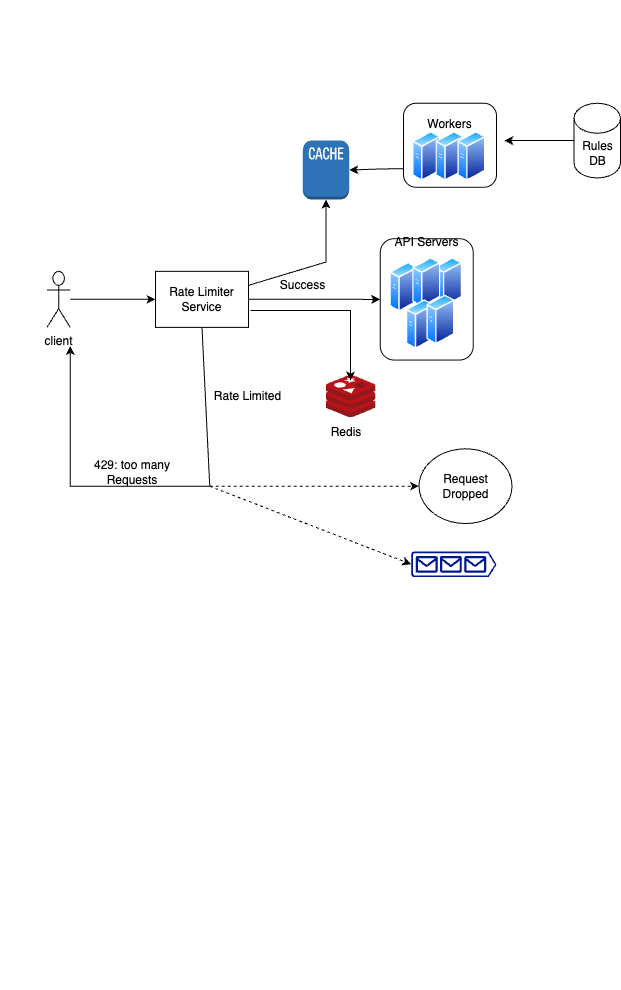 Workers
CACHE
Rules
DB
API Servers
Success
Rate Limiter
Service
client
Rate Limited
Redis
429: too many
Requests
Request
Dropped